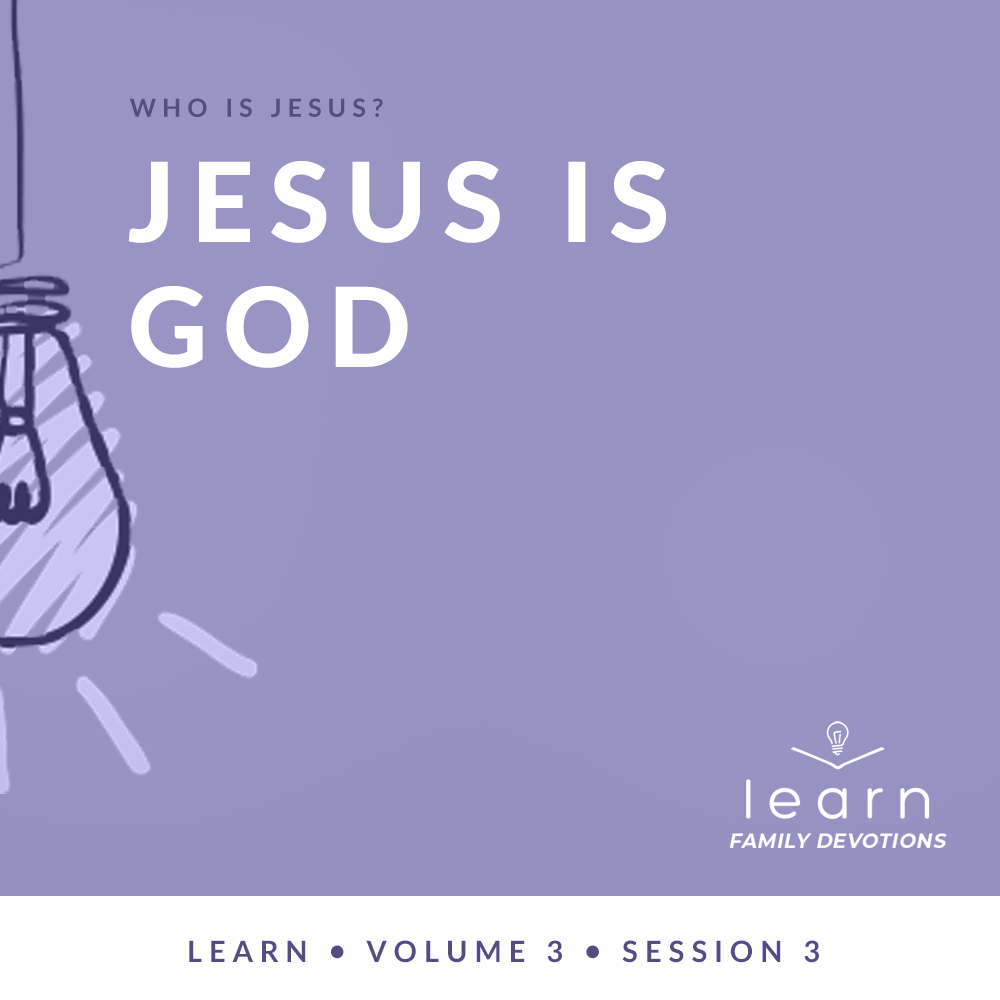 WHO IS JESUS?
JESUS IS
GOD
learn
FAMILY DEVOTIONS
LEARN • VOLUME 3 • SESSION 3